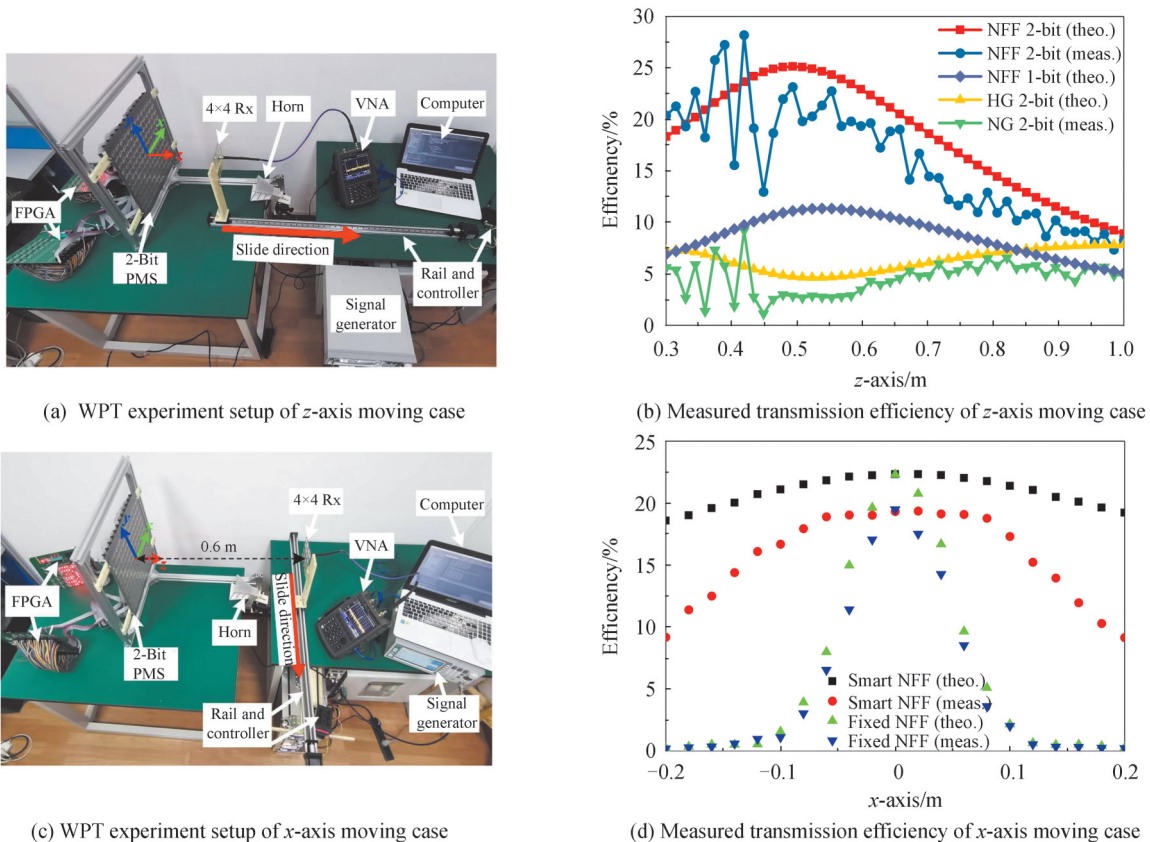 4×4 Rx
Horn
VNA
Computer
FPGA
2-Bit
PMS
Slide direction
Signal
generator
Rail and
controller
(a) WPT experiment setup of z-axis moving case
30
25
20
15
10
5
0
Efficnency/%
NFF 2-bit (theo.)
NFF 2-bit (meas.)
NFF 1-bit (theo.)
HG 2-bit (theo.)
NG 2-bit (meas.)
0.3 0.4 0.5 0.6 0.7 0.8 0.9 1.0
z-axis/m
(b) Measured transmission efficiency of z-axis moving case
4×4 Rx
Computer
0.6 m
VNA
FPGA
Horn
Slide direction
2-Bit
PMS
Rail and
controller
Signal
generator
(c) WPT experiment setup of x-axis moving case
25
20
15
10
5
0
Efficnency/%
Smart NFF (theo.)
Smart NFF (meas.)
Fixed NFF (theo.)
Fixed NFF (meas.)
−0.2 −0.1 0 0.1 0.2
x-axis/m
(d) Measured transmission efficiency of x-axis moving case